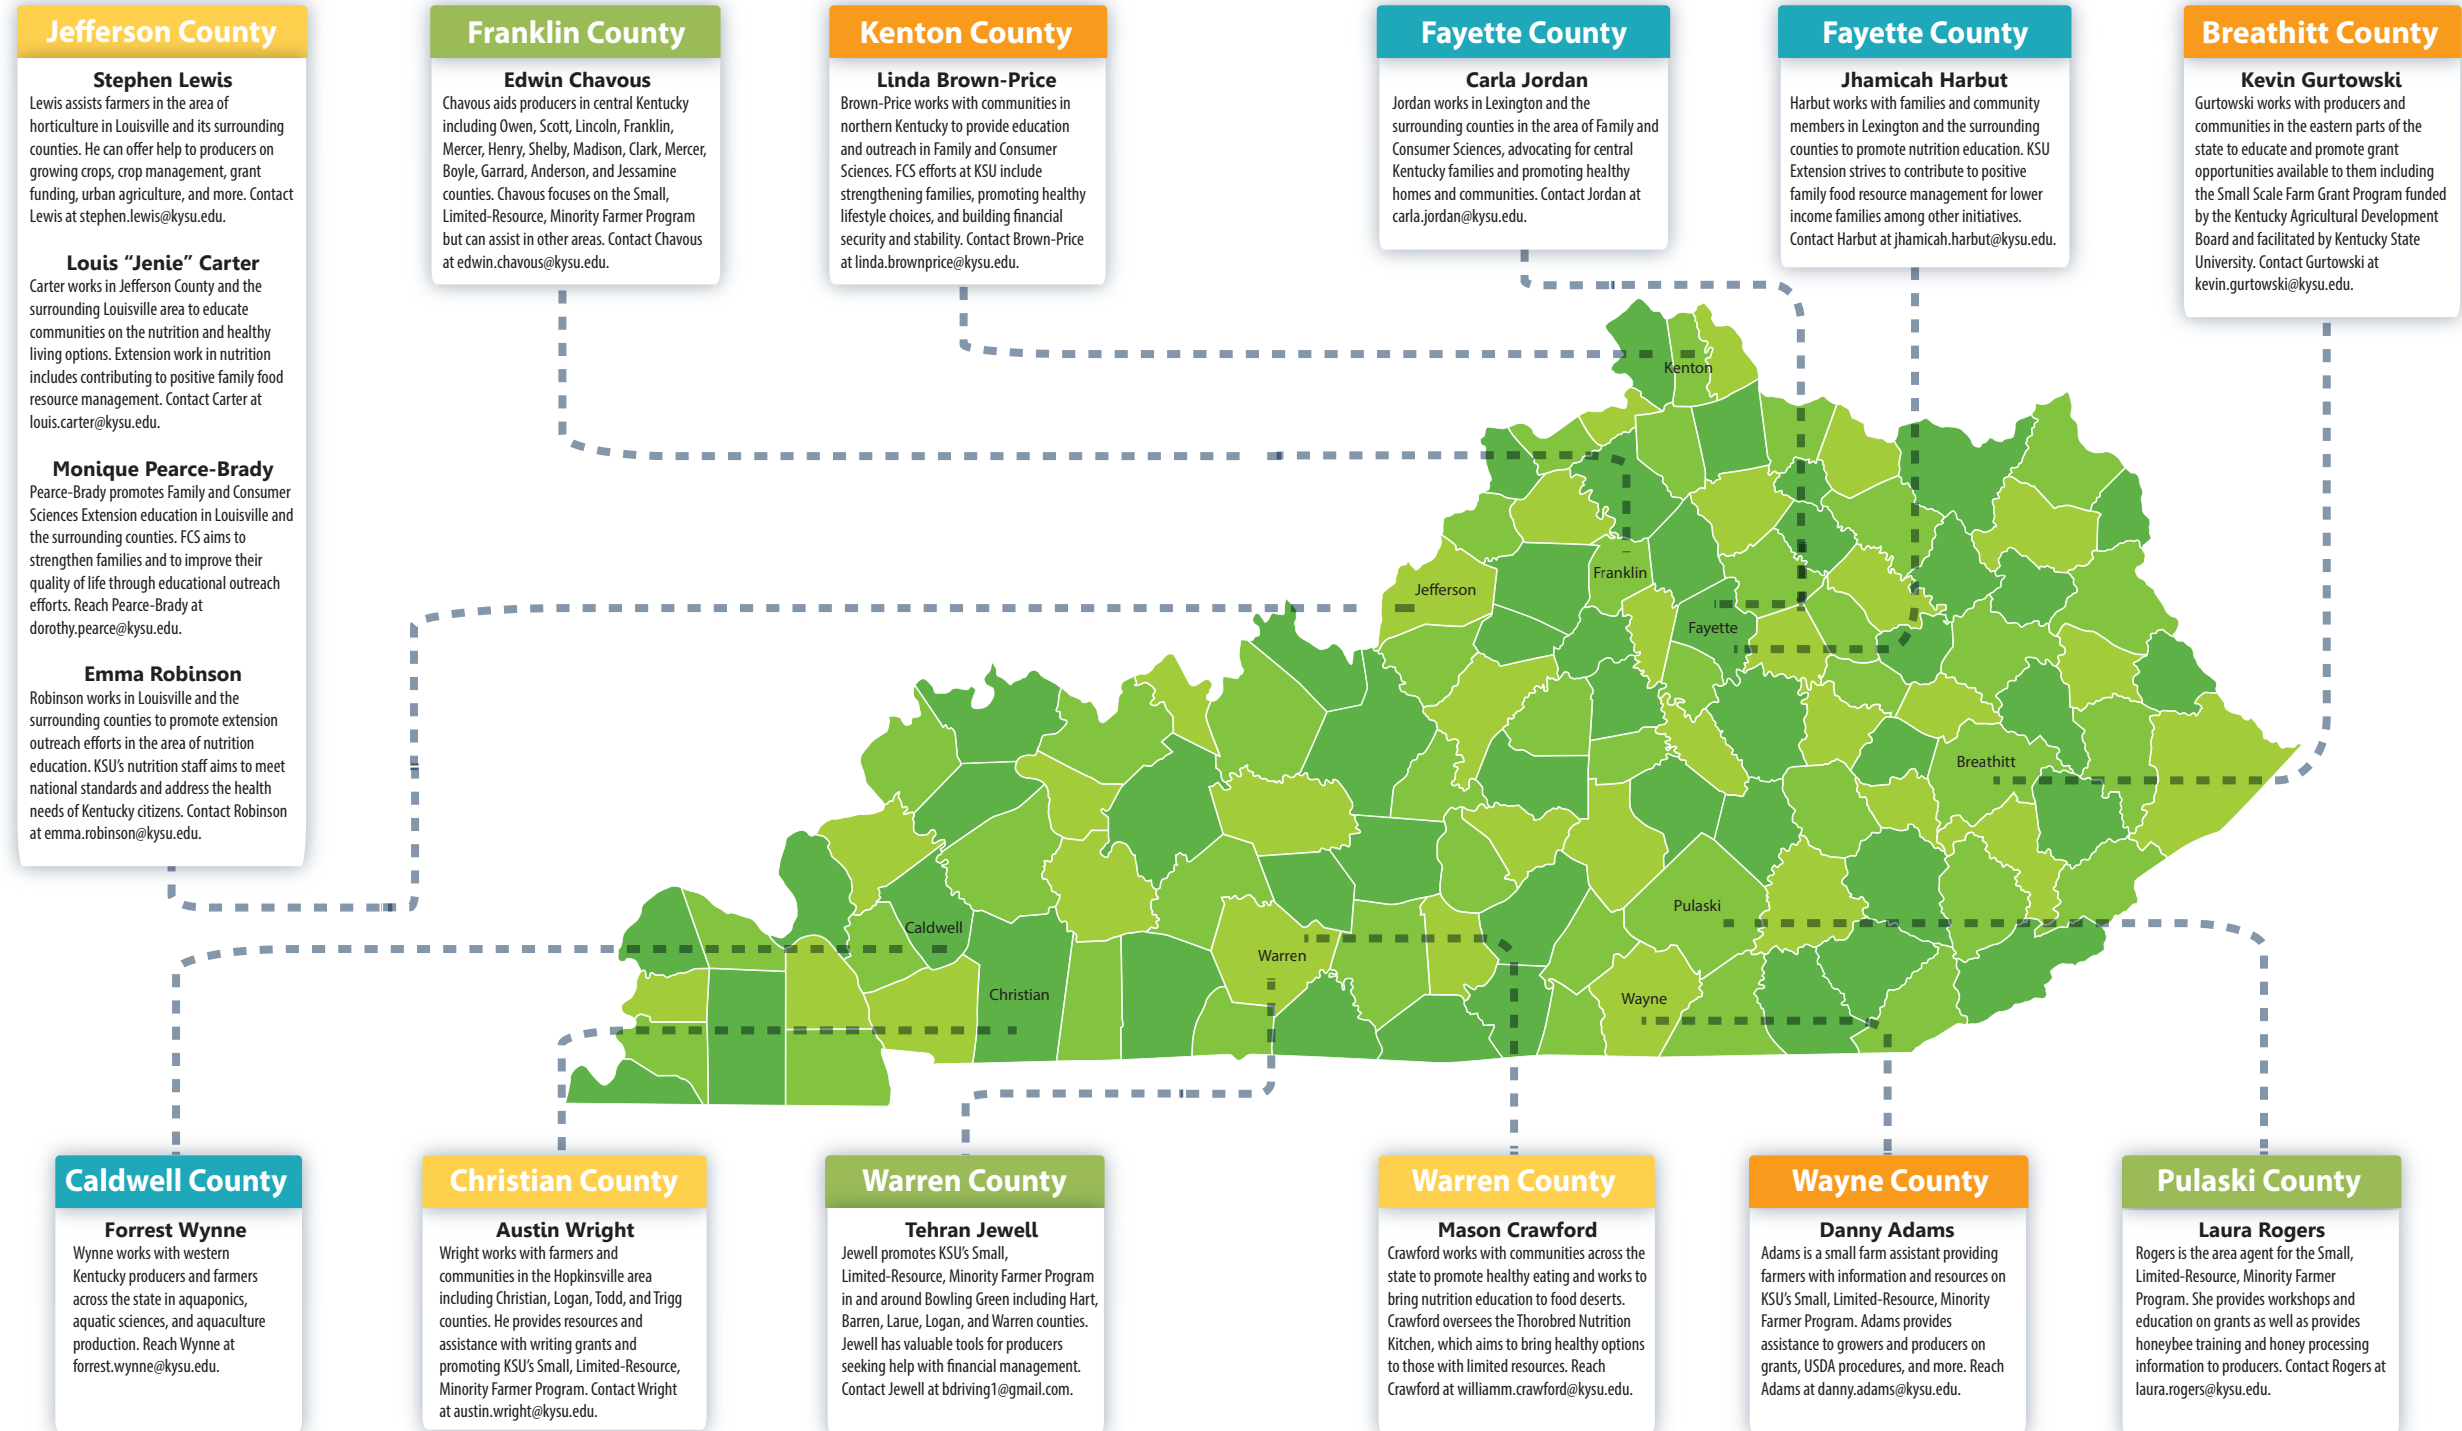 Jefferson County
Stephen Lewis
Lewis assists farmers in the area of
horticulture in Louisville and its surrounding
counties. He can offer help to producers on
growing crops, crop management, grant
funding, urban agriculture, and more. Contact
Lewis at stephen.lewis@kysu.edu.
Louis “Jenie” Carter
Carter works in Jefferson County and the
surrounding Louisville area to educate
communities on the nutrition and healthy
living options. Extension work in nutrition
includes contributing to positive family food
resource management. Contact Carter at
louis.carter@kysu.edu.
Monique Pearce-Brady
Pearce-Brady promotes Family and Consumer
Sciences Extension education in Louisville and
the surrounding counties. FCS aims to
strengthen families and to improve their
quality of life through educational outreach
efforts. Reach Pearce-Brady at
dorothy.pearce@kysu.edu.
Emma Robinson
Robinson works in Louisville and the
surrounding counties to promote extension
outreach efforts in the area of nutrition
education. KSU's nutrition staff aims to meet
national standards and address the health
needs of Kentucky citizens. Contact Robinson
at emma.robinson@kysu.edu.
Franklin County
Edwin Chavous
Chavous aids producers in central Kentucky
including Owen, Scott, Lincoln, Franklin,
Mercer, Henry, Shelby, Madison, Clark, Mercer,
Boyle, Garrard, Anderson, and Jessamine
counties. Chavous focuses on the Small,
Limited-Resource, Minority Farmer Program
but can assist in other areas. Contact Chavous
at edwin.chavous@kysu.edu.
Kenton County
Linda Brown-Price
Brown-Price works with communities in
northern Kentucky to provide education
and outreach in Family and Consumer
Sciences. FCS efforts at KSU include
strengthening families, promoting healthy
lifestyle choices, and building financial
security and stability. Contact Brown-Price
at linda.brownprice@kysu.edu.
Fayette County
Carla Jordan
Jordan works in Lexington and the
surrounding counties in the area of Family and
Consumer Sciences, advocating for central
Kentucky families and promoting healthy
homes and communities. Contact Jordan at
carla.jordan@kysu.edu.
Fayette County
Jhamicah Harbut
Harbut works with families and community
members in Lexington and the surrounding
counties to promote nutrition education. KSU
Extension strives to contribute to positive
family food resource management for lower
income families among other initiatives.
Contact Harbut at jhamicah.harbut@kysu.edu.
Breathitt County
Kevin Gurtowski
Gurtowski works with producers and
communities in the eastern parts of the
state to educate and promote grant
opportunities available to them including
the Small Scale Farm Grant Program funded
by the Kentucky Agricultural Development
Board and facilitated by Kentucky State
University. Contact Gurtowski at
kevin.gurtowski@kysu.edu.
Kenton
Franklin
Jefferson
Fayette
Breathitt
Pulaski
Caldwell
Warren
Christian
Wayne
Caldwell County
Forrest Wynne
Wynne works with western
Kentucky producers and farmers
across the state in aquaponics,
aquatic sciences, and aquaculture
production. Reach Wynne at
forrest.wynne@kysu.edu.
Christian County
Austin Wright
Wright works with farmers and
communities in the Hopkinsville area
including Christian, Logan, Todd, and Trigg
counties. He provides resources and
assistance with writing grants and
promoting KSU's Small, Limited-Resource,
Minority Farmer Program. Contact Wright
at austin.wright@kysu.edu.
Warren County
Tehran Jewell
Jewell promotes KSU's Small,
Limited-Resource, Minority Farmer Program
in and around Bowling Green including Hart,
Barren, Larue, Logan, and Warren counties.
Jewell has valuable tools for producers
seeking help with financial management.
Contact Jewell at bdriving1@gmail.com.
Warren County
Mason Crawford
Crawford works with communities across the
state to promote healthy eating and works to
bring nutrition education to food deserts.
Crawford oversees the Thorobred Nutrition
Kitchen, which aims to bring healthy options
to those with limited resources. Reach
Crawford at williamm.crawford@kysu.edu.
Wayne County
Danny Adams
Adams is a small farm assistant providing
farmers with information and resources on
KSU's Small, Limited-Resource, Minority
Farmer Program. Adams provides
assistance to growers and producers on
grants, USDA procedures, and more. Reach
Adams at danny.adams@kysu.edu.
Pulaski County
Laura Rogers
Rogers is the area agent for the Small,
Limited-Resource, Minority Farmer
Program. She provides workshops and
education on grants as well as provides
honeybee training and honey processing
information to producers. Contact Rogers at
laura.rogers@kysu.edu.